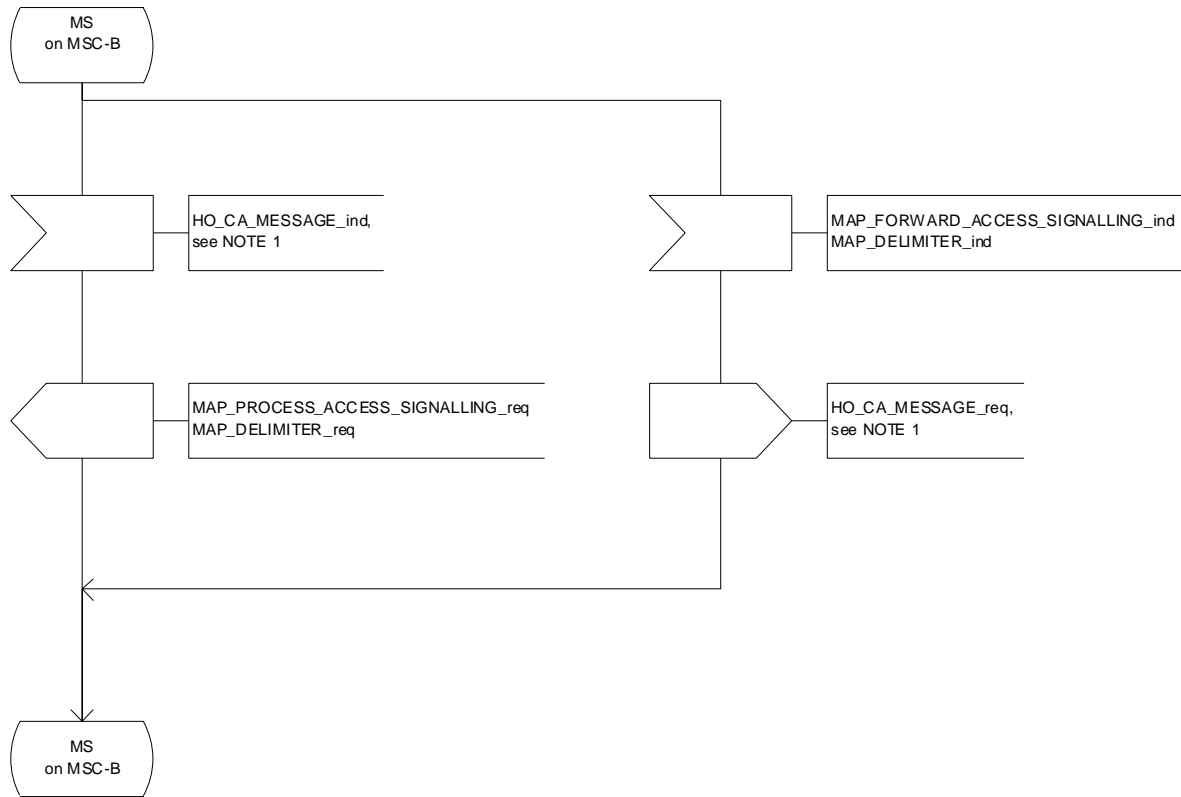 MS
on MSC-B
HO_CA_MESSAGE_ind,
see NOTE 1
MAP_FORWARD_ACCESS_SIGNALLING_ind
MAP_DELIMITER_ind
MAP_PROCESS_ACCESS_SIGNALLING_req
MAP_DELIMITER_req
HO_CA_MESSAGE_req,
see NOTE 1
MS
on MSC-B